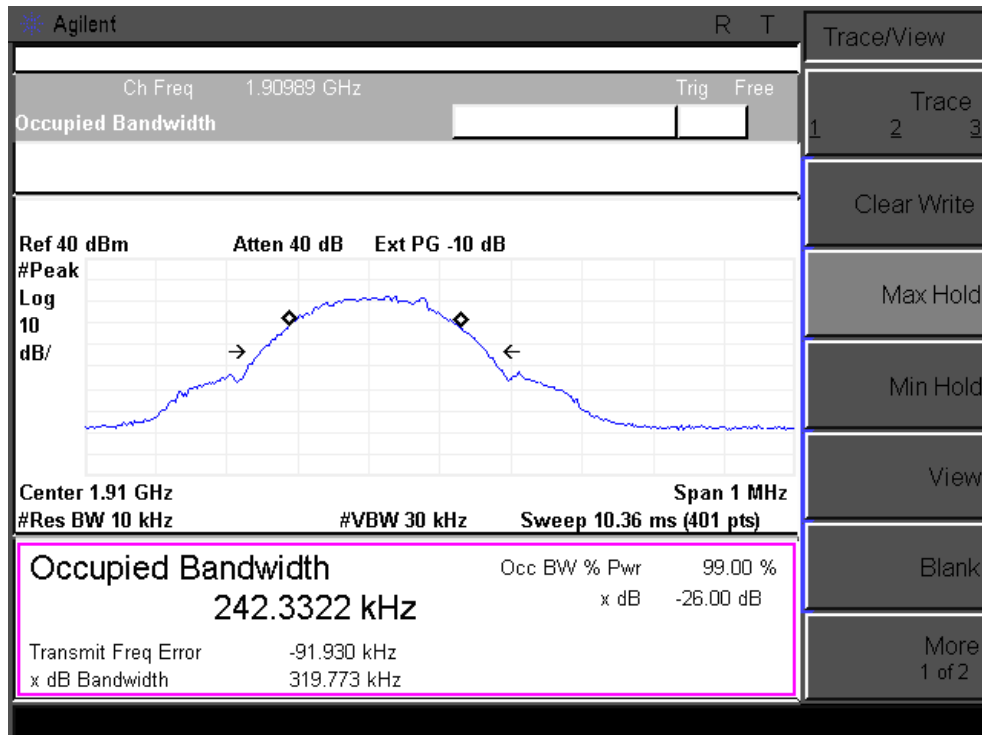 Agilent R T
Trace/View
Ch Freq 1.90989 GHz Trig Free
Occupied Bandwidth
Trace
1 2 3
Clear Write
Max Hold
Min Hold
View
Blank
More
1 of 2
Ref 40 dBm Atten 40 dB Ext PG -10 dB
#Peak
Log
10
dB/
Center 1.91 GHz Span 1 MHz
#Res BW 10 kHz #VBW 30 kHz Sweep 10.36 ms (401 pts)
Occupied Bandwidth Occ BW % Pwr 99.00 %
242.3322 kHz x dB -26.00 dB
Transmit Freq Error -91.930 kHz
x dB Bandwidth 319.773 kHz